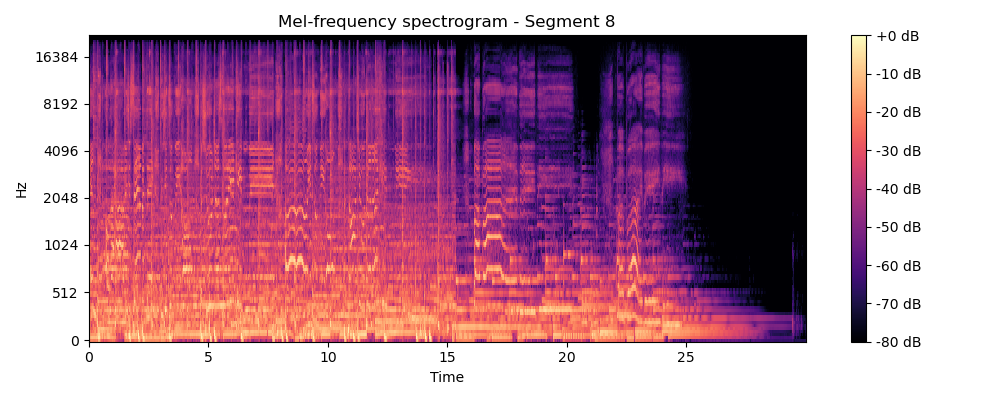 Mel-frequency spectrogram - Segment 8
16384
8192
4096
2048
1024
512
0
Hz
0 5 10 15 20 25
Time
+0 dB
-10 dB
-20 dB
-30 dB
-40 dB
-50 dB
-60 dB
-70 dB
-80 dB